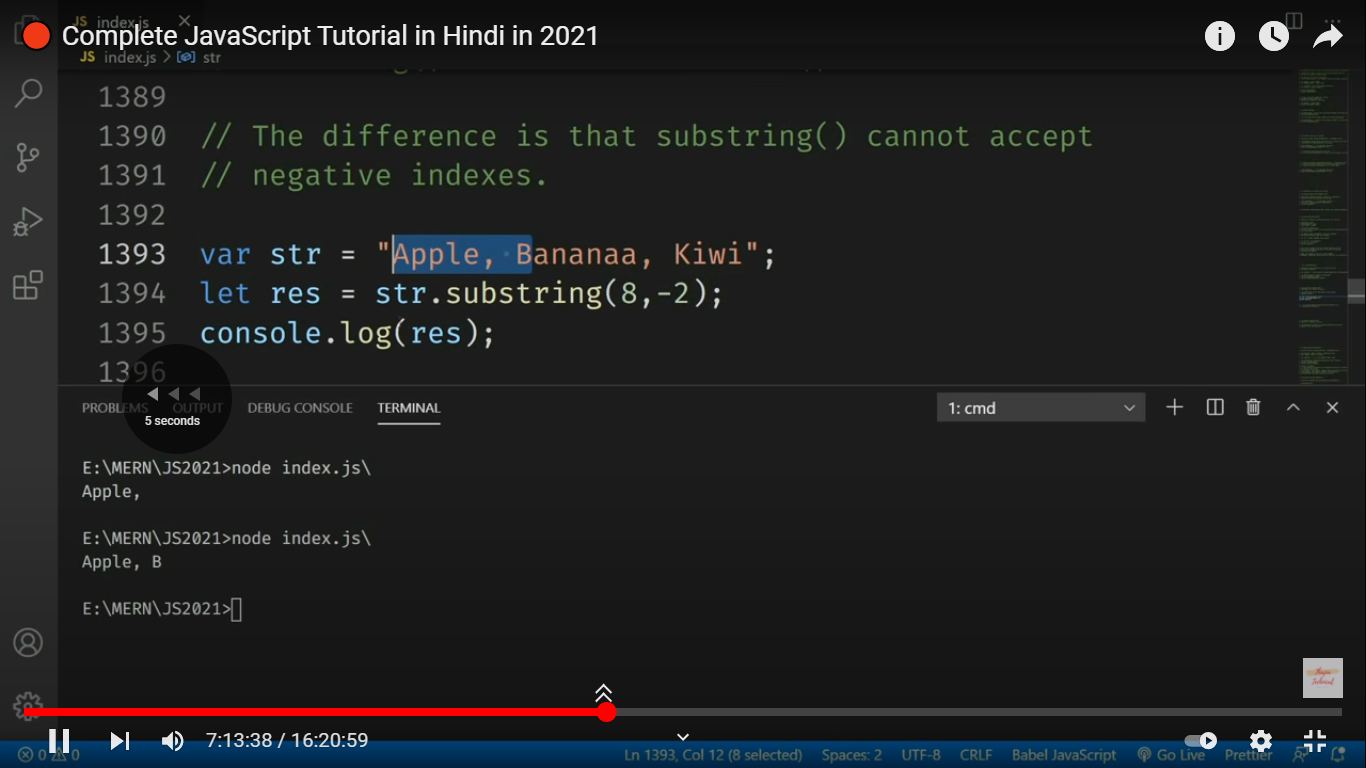 JS index.js
Complete JavaScript Tutorial in Hindi in 2021
JS index.js > str
1389
1390 // The difference is that substring() cannot accept
1391 // negative indexes.
1392
1393 var str = "Apple, Bananaa, Kiwi";
1394 let res = str.substring(8,-2);
1395 console.log(res);
1396
5 seconds
PROBLEMS OUTPUT DEBUG CONSOLE TERMINAL 1: cmd
E:\MERN\JS2021>node index.js\
Apple,
E:\MERN\JS2021>node index.js\
Apple, B
E:\MERN\JS2021>
7:13:38 / 16:20:59
0 0 Ln 1393, Col 12 (8 selected) Spaces: 2 UTF-8 CRLF Babel JavaScript Go Live Prettier